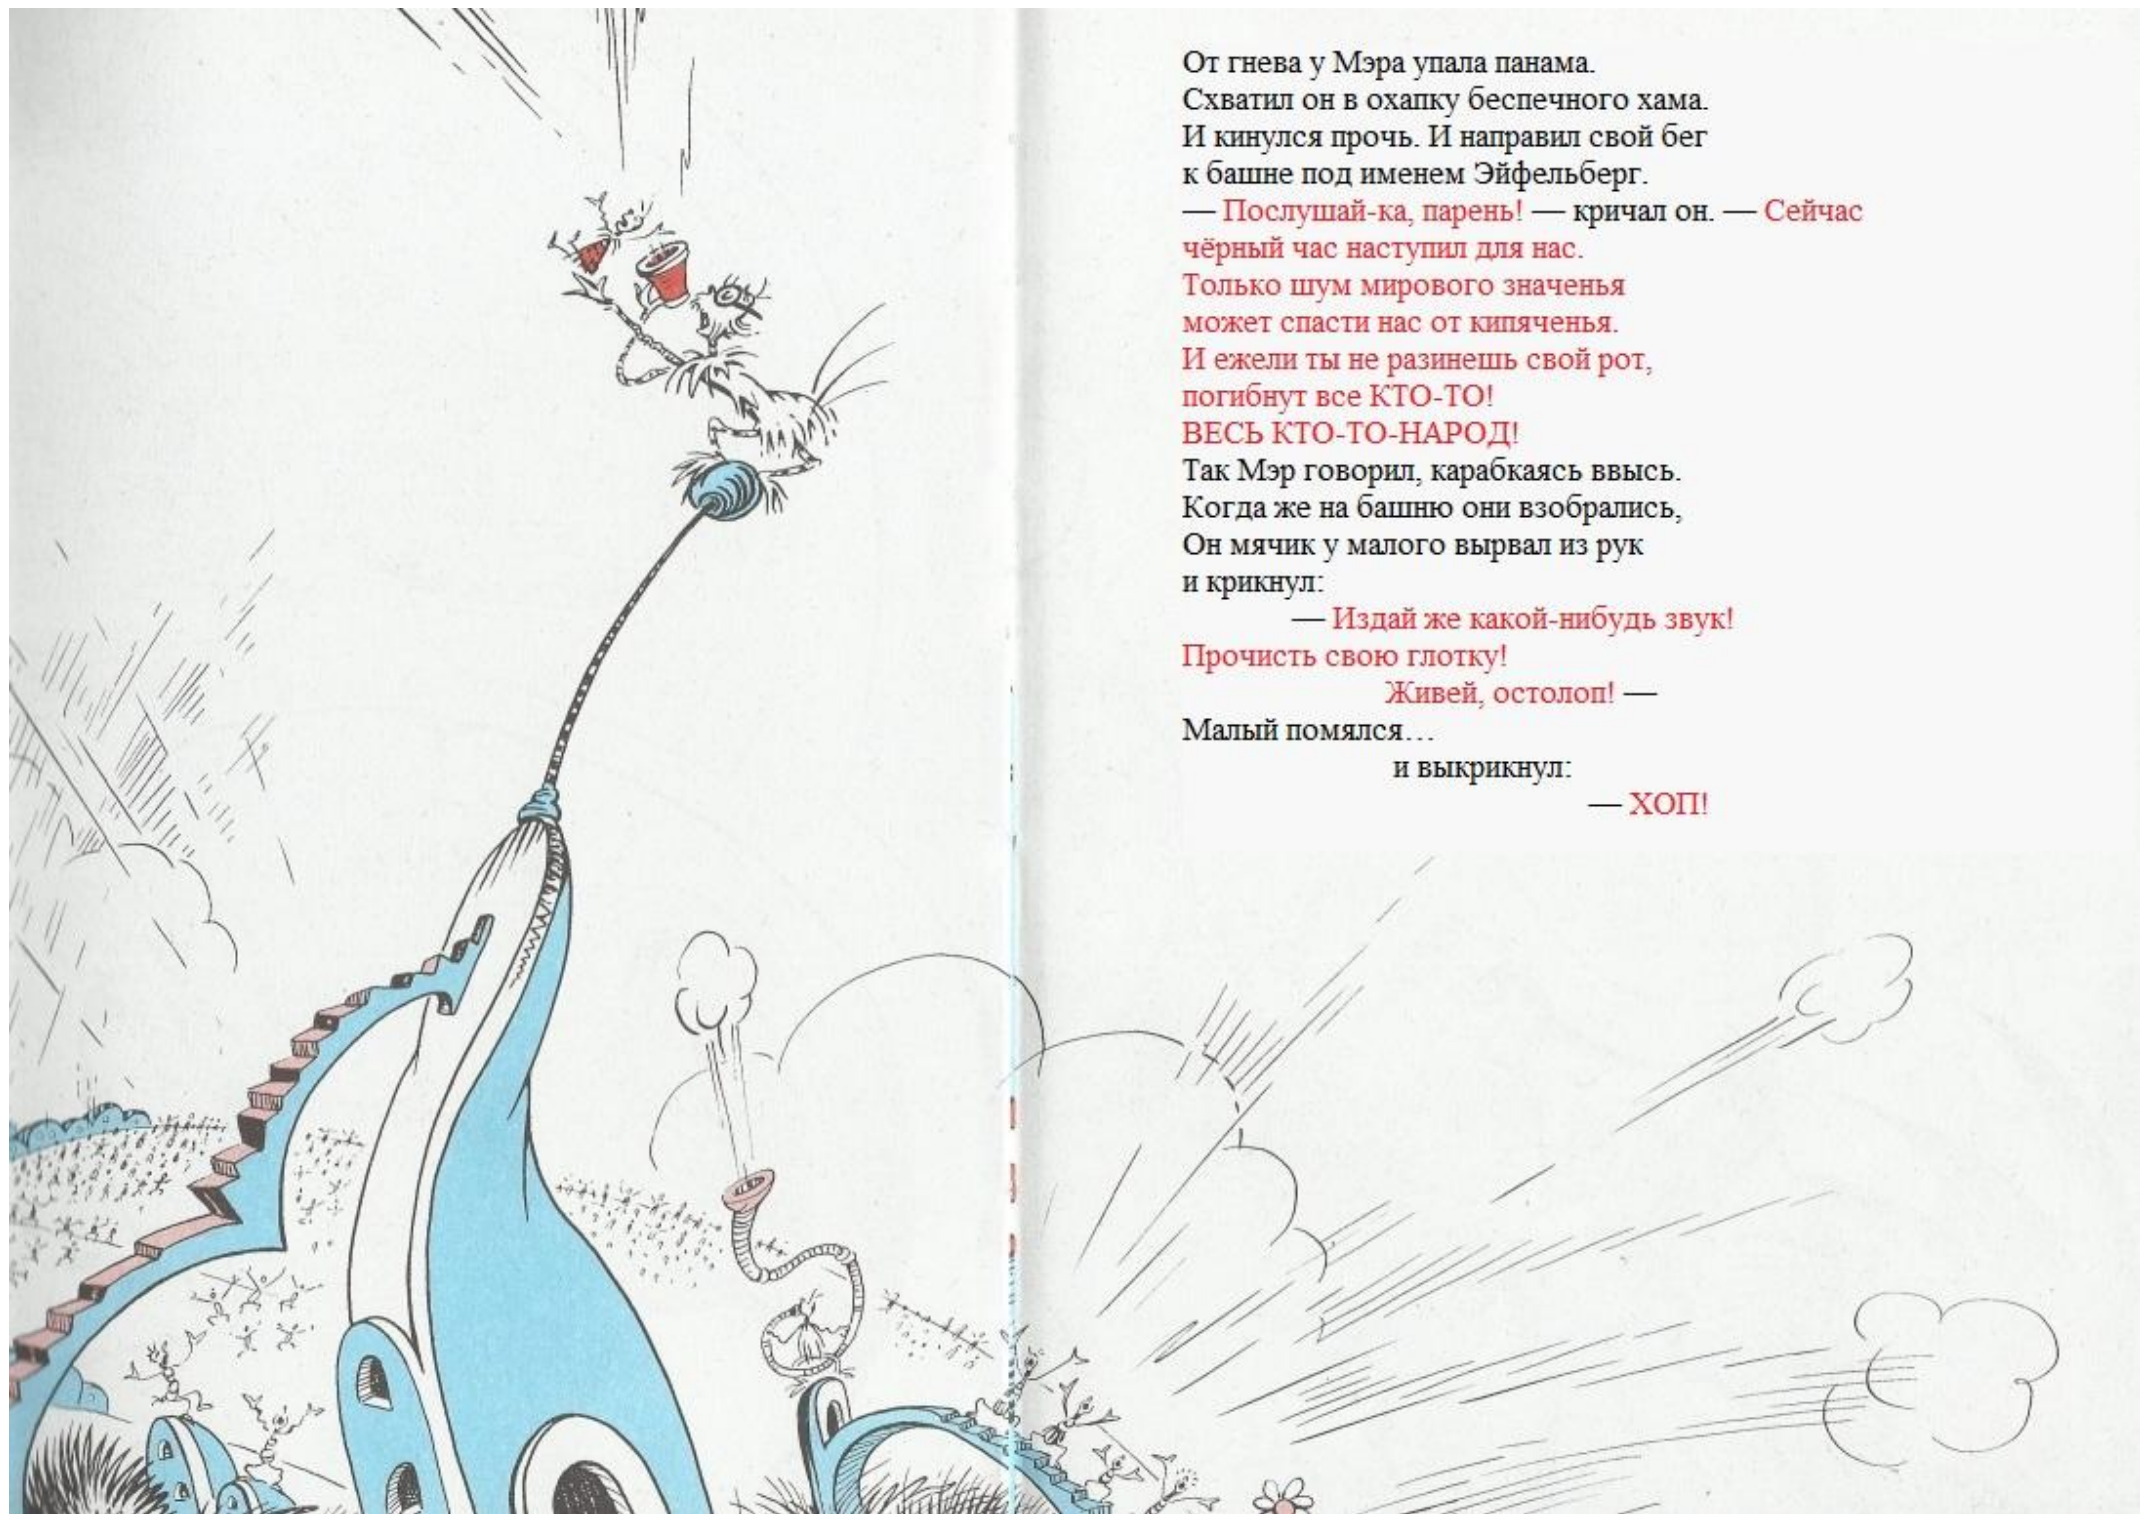 От гнева у Мэра упала панама.
Схватил он в охапку беспечного хама.
И кинулся прочь. И направил свой бег
к башне под именем Эйфельберг.
— Послушай-ка, парень! — кричал он. — Сейчас
чёрный час наступил для нас.
Только шум мирового значенья
может спасти нас от кипяченья.
И ежели ты не разинешь свой рот,
погибнут все КТО-ТО!
ВЕСЬ КТО-ТО-НАРОД!
Так Мэр говорил, карабкаясь ввысь.
Когда же на башню они взобрались,
Он мячик у малого вырвал из рук
и крикнул:
— Издай же какой-нибудь звук!
Прочисть свою глотку!
Живей, остолоп! —
Малый помялся…
и выкрикнул:
— ХОП!